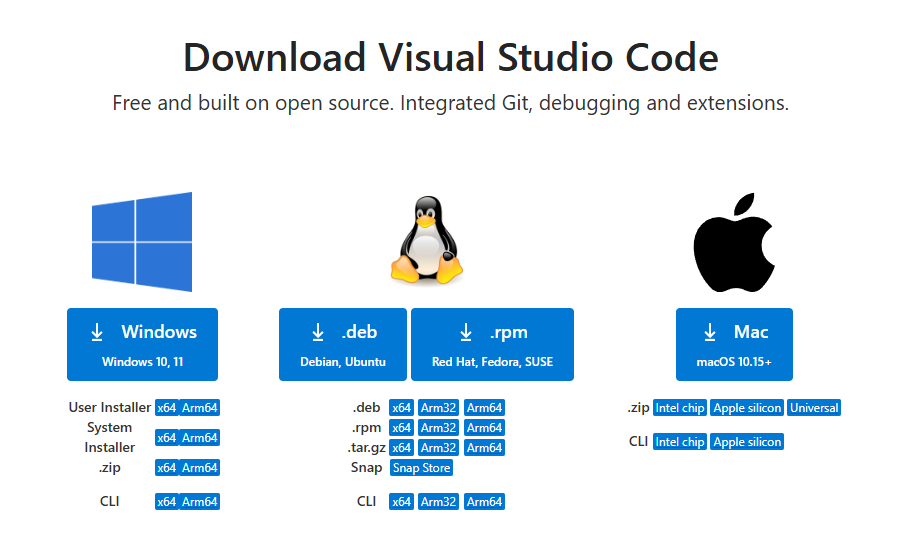 Download Visual Studio Code
Free and built on open source. Integrated Git, debugging and extensions.
Windows
Windows 10, 11
User Installer x64 Arm64
System
Installer x64 Arm64
.zip x64 Arm64
CLI x64 Arm64
.deb
Debian, Ubuntu
.rpm
Red Hat, Fedora, SUSE
.deb x64 Arm32 Arm64
.rpm x64 Arm32 Arm64
.tar.gz x64 Arm32 Arm64
Snap Snap Store
CLI x64 Arm32 Arm64
Mac
macOS 10.15+
.zip Intel chip Apple silicon Universal
CLI Intel chip Apple silicon